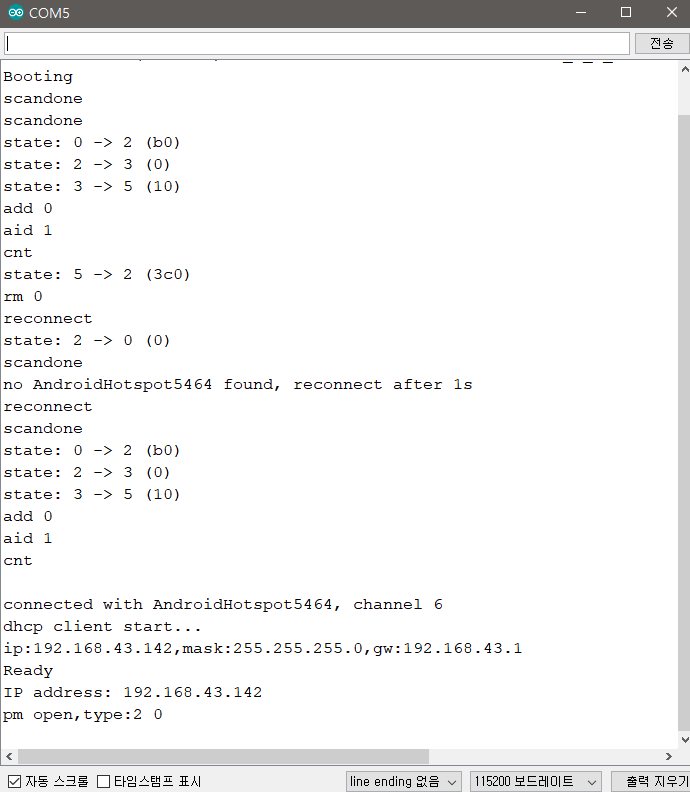 COM5
전송
Booting
scandone
scandone
state: 0 -> 2 (b0)
state: 2 -> 3 (0)
state: 3 -> 5 (10)
add 0
aid 1
cnt
state: 5 -> 2 (3c0)
rm 0
reconnect
state: 2 -> 0 (0)
scandone
no AndroidHotspot5464 found, reconnect after 1s
reconnect
scandone
state: 0 -> 2 (b0)
state: 2 -> 3 (0)
state: 3 -> 5 (10)
add 0
aid 1
cnt
connected with AndroidHotspot5464, channel 6
dhcp client start...
ip:192.168.43.142,mask:255.255.255.0,gw:192.168.43.1
Ready
IP address: 192.168.43.142
pm open,type:2 0
자동 스크롤 타임스탬프 표시 line ending 없음 115200 보드레이트 출력 지우기